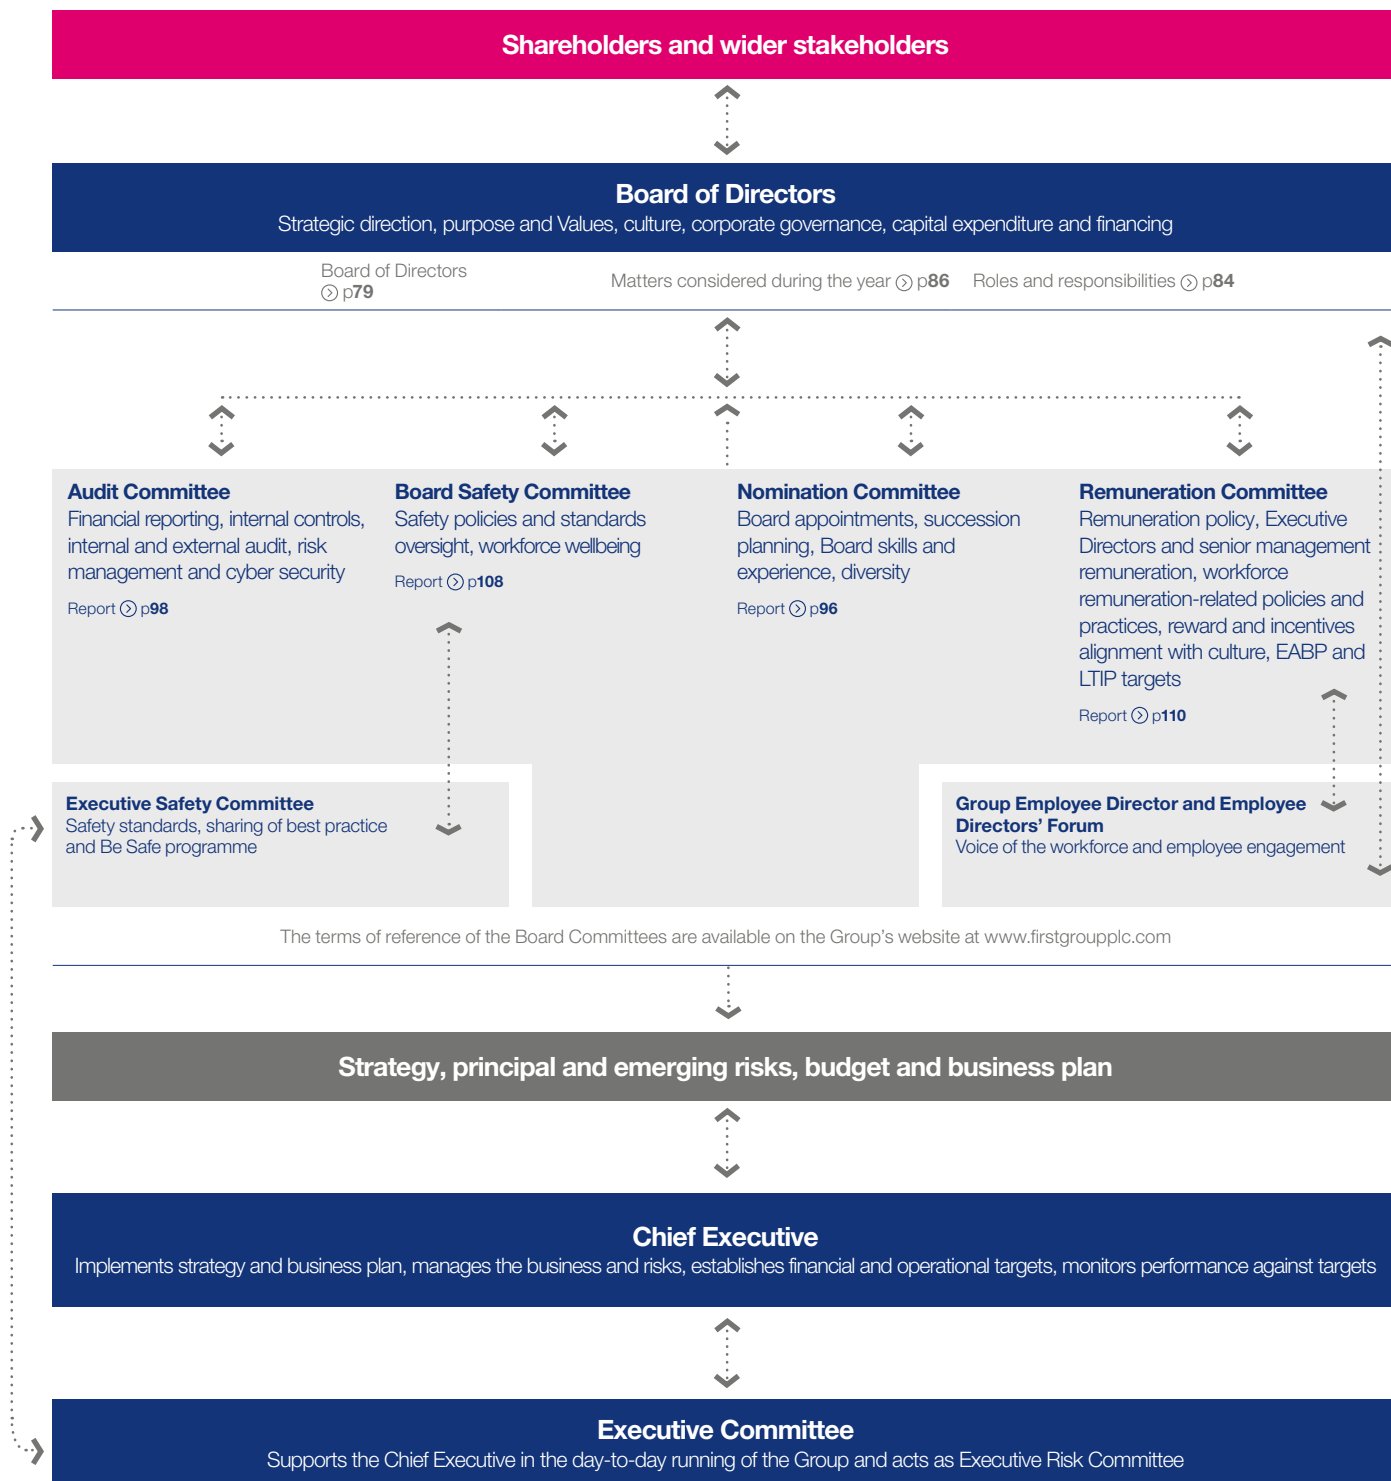 Shareholders and wider stakeholders
Board of Directors
Strategic direction, purpose and Values, culture, corporate governance, capital expenditure and financing
Board of Directors
p79
Matters considered during the year p86
Roles and responsibilities p84
Audit Committee
Financial reporting, internal controls,
internal and external audit, risk
management and cyber security
Report p98
Board Safety Committee
Safety policies and standards
oversight, workforce wellbeing
Report p108
Nomination Committee
Board appointments, succession
planning, Board skills and
experience, diversity
Report p96
Remuneration Committee
Remuneration policy, Executive
Directors and senior management
remuneration, workforce
remuneration-related policies and
practices, reward and incentives
alignment with culture, EABP and
LTIP targets
Report p110
Executive Safety Committee
Safety standards, sharing of best practice
and Be Safe programme
Group Employee Director and Employee
Directors' Forum
Voice of the workforce and employee engagement
The terms of reference of the Board Committees are available on the Group's website at www.firstgroupplc.com
Strategy, principal and emerging risks, budget and business plan
Chief Executive
Implements strategy and business plan, manages the business and risks, establishes financial and operational targets, monitors performance against targets
Executive Committee
Supports the Chief Executive in the day-to-day running of the Group and acts as Executive Risk Committee